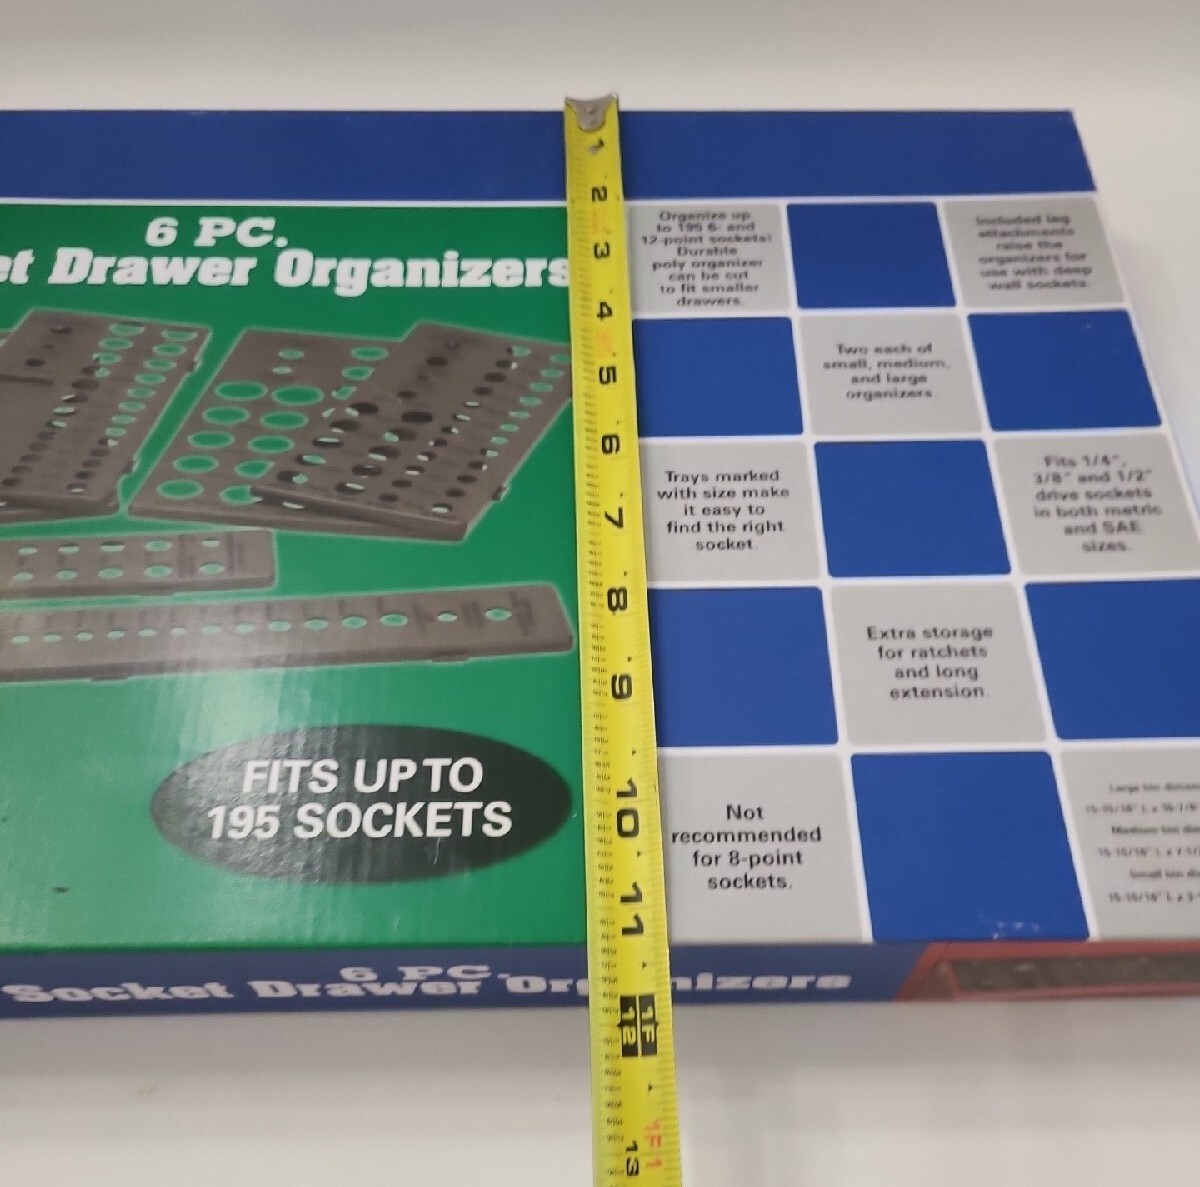 6 PC.
Drawer Organizers
FITS UP TO
195 SOCKETS
Organize up
to 195 6- and
12-point sockets!
Durable
poly organizer
can be cut
to fit smaller
drawers.
Included leg
attachments
raise the
organizers for
use with deep
wall sockets.
Two each of
small, medium,
and large
organizers.
Trays marked
with size make
it easy to
find the right
socket.
Fits 1/4",
3/8" and 1/2"
drive sockets
in both metric
and SAE
sizes.
Extra storage
for ratchets
and long
extension.
Not
recommended
for 8-point
sockets.
6 PC.
Socket Drawer
1
2
3
4
5
6
7
8
9
10
11
12
1F
1F1
13